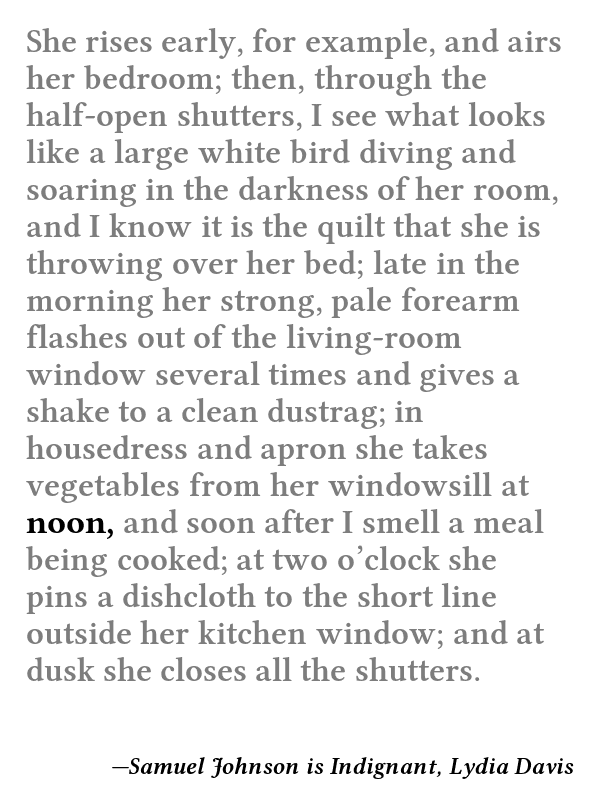 She rises early, for example, and airs
her bedroom; then, through the
half-open shutters, I see what looks
like a large white bird diving and
soaring in the darkness of her room,
and I know it is the quilt that she is
throwing over her bed; late in the
morning her strong, pale forearm
flashes out of the living-room
window several times and gives a
shake to a clean dustrag; in
housedress and apron she takes
vegetables from her windowsill at
noon, and soon after I smell a meal
being cooked; at two o’clock she
pins a dishcloth to the short line
outside her kitchen window; and at
dusk she closes all the shutters.
—Samuel Johnson is Indignant, Lydia Davis